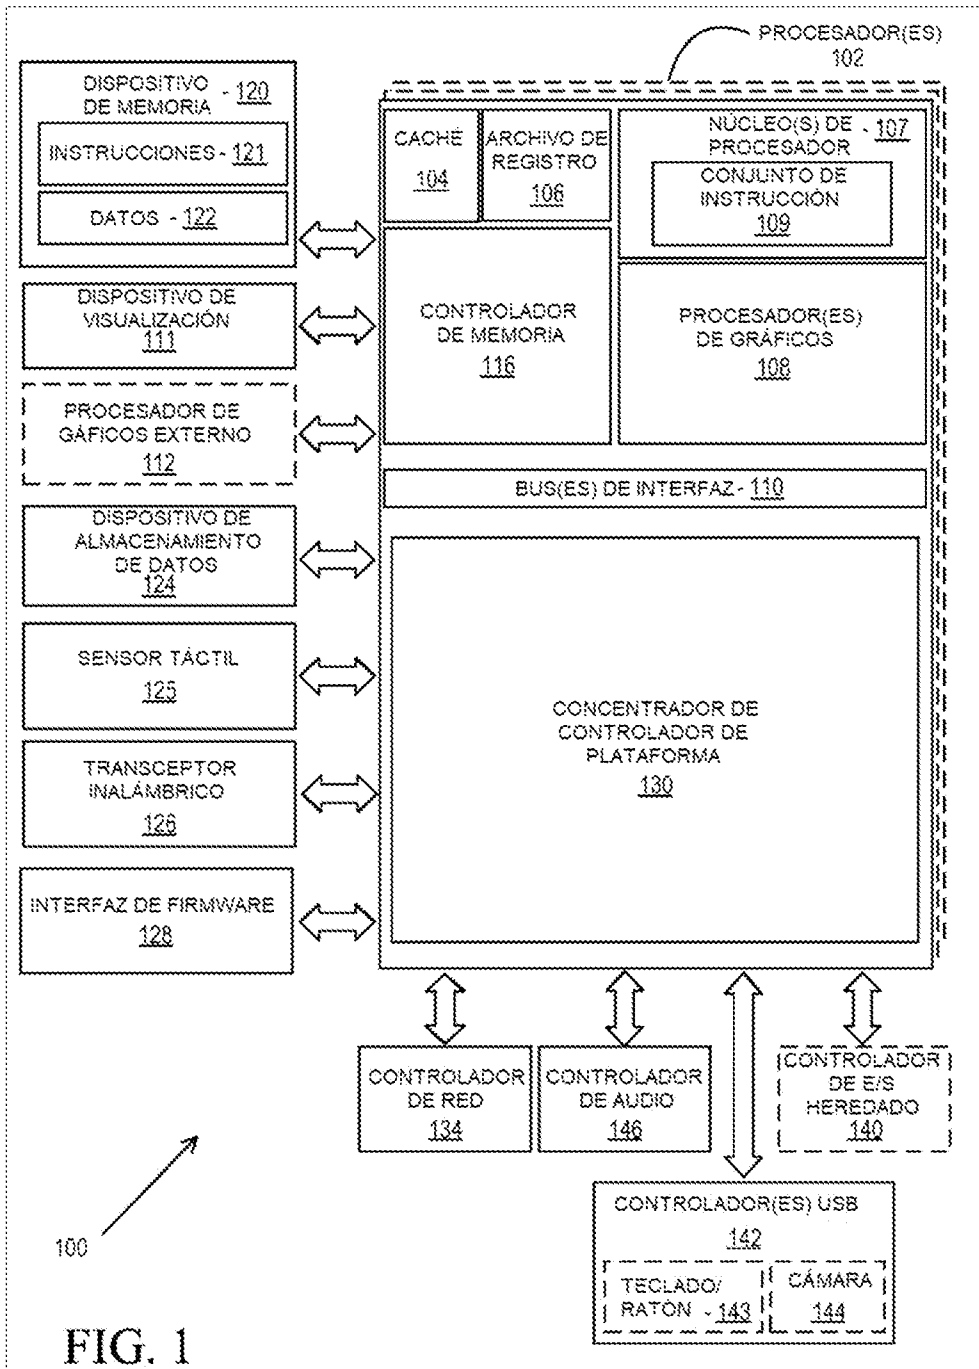 PROCESADOR(ES)
102
DISPOSITIVO
DE MEMORIA - 120
INSTRUCCIONES - 121
DATOS - 122
CACHÉ
104
ARCHIVO DE
REGISTRO
106
NÚCLEO(S) DE - 107
PROCESADOR
CONJUNTO DE
INSTRUCCIÓN
109
DISPOSITIVO DE
VISUALIZACIÓN
111
CONTROLADOR
DE MEMORIA
116
PROCESADOR(ES)
DE GRÁFICOS
108
PROCESADOR DE
GÁFICOS EXTERNO
112
BUS(ES) DE INTERFAZ - 110
DISPOSITIVO DE
ALMACENAMIENTO
DE DATOS
124
SENSOR TÁCTIL
125
CONCENTRADOR DE
CONTROLADOR DE
PLATAFORMA
130
TRANSCEPTOR
INALÁMBRICO
126
INTERFAZ DE FIRMWARE
128
CONTROLADOR
DE RED
134
CONTROLADOR
DE AUDIO
146
CONTROLADOR
DE E/S
HEREDADO
140
CONTROLADOR(ES) USB
142
TECLADO/
RATÓN - 143
CÁMARA
144
100
FIG. 1